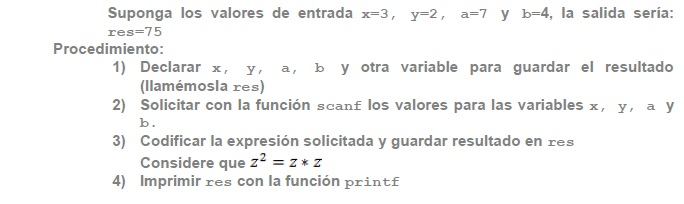 Suponga los valores de entrada x=3, y=2, a=7 y b=4, la salida sería:
res=75
Procedimiento:
1) Declarar x, y, a, b y otra variable para guardar el resultado
(llamémosla res)
2) Solicitar con la función scanf los valores para las variables x, y, a y
b.
3) Codificar la expresión solicitada y guardar resultado en res
Considere que z² = z ∗ z
4) Imprimir res con la función printf